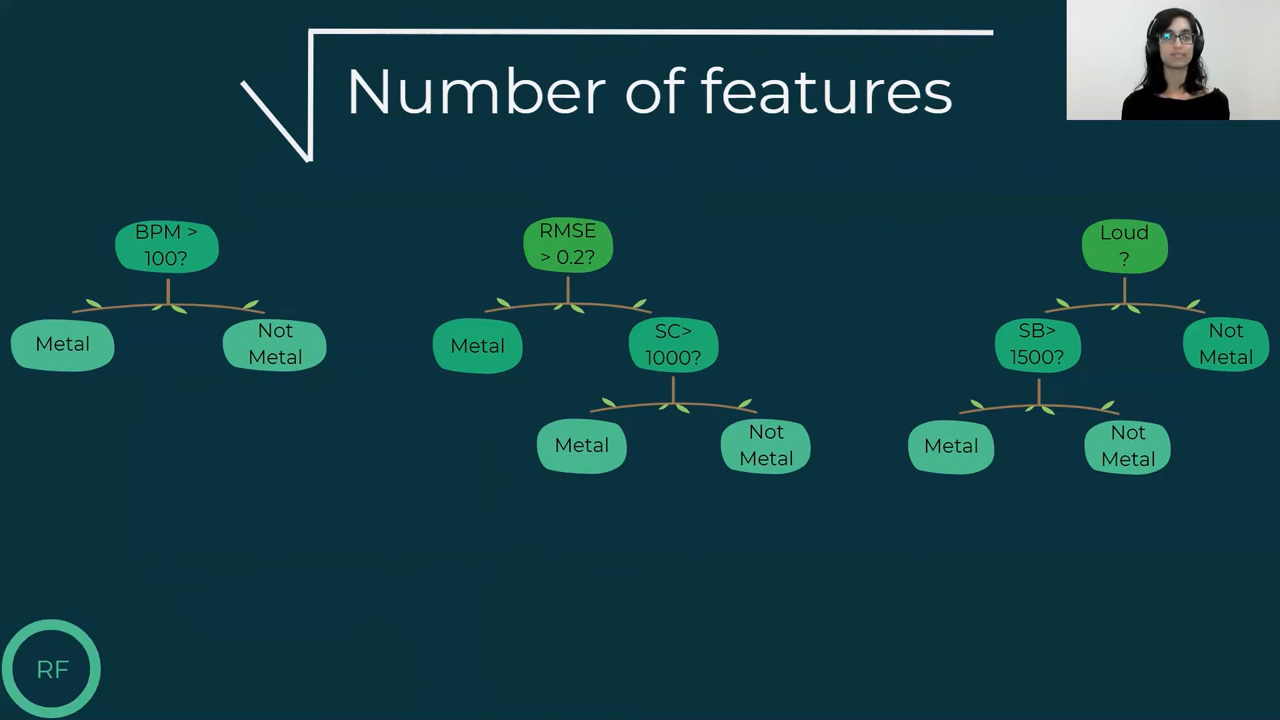 Number of features
BPM >
100?
Metal
Not
Metal
RMSE
> 0.2?
Metal
SC>
1000?
Metal
Not
Metal
Loud
?
SB>
1500?
Not
Metal
Metal
Not
Metal
RF